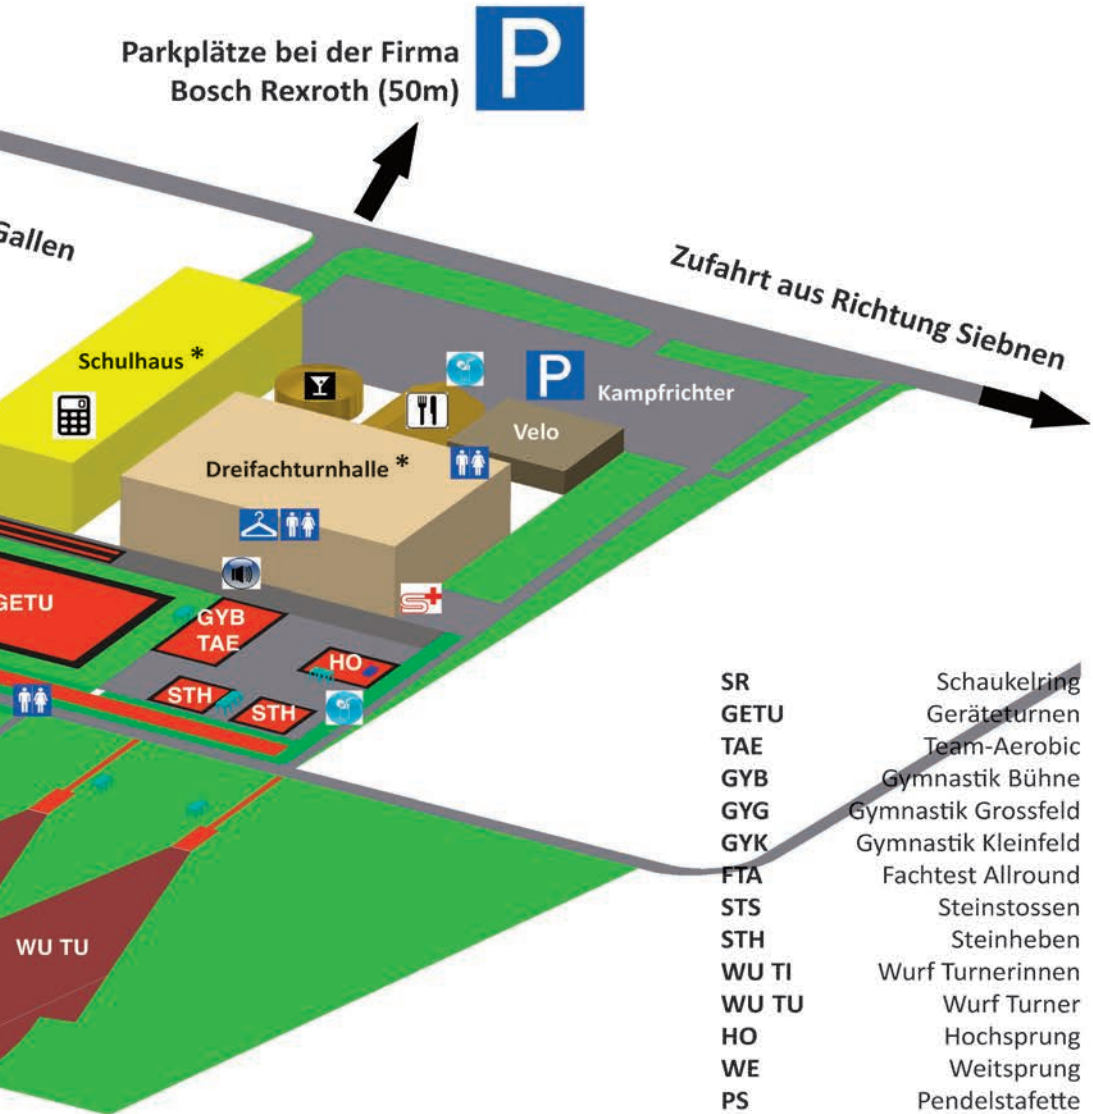 Parkplätze bei der Firma
Bosch Rexroth (50m)
P
Gallen
Zufahrt aus Richtung Siebnen
Schulhaus *
P
Kampfrichter
Velo
Dreifachturnhalle *
GETU
GYB
TAE
HO
STH
STH
WU TU
SR Schaukelring
GETU Geräteturnen
TAE Team-Aerobic
GYB Gymnastik Bühne
GYG Gymnastik Grossfeld
GYK Gymnastik Kleinfeld
FTA Fachtest Allround
STS Steinstossen
STH Steinheben
WU TI Wurf Turnerinnen
WU TU Wurf Turner
HO Hochsprung
WE Weitsprung
PS Pendelstafette